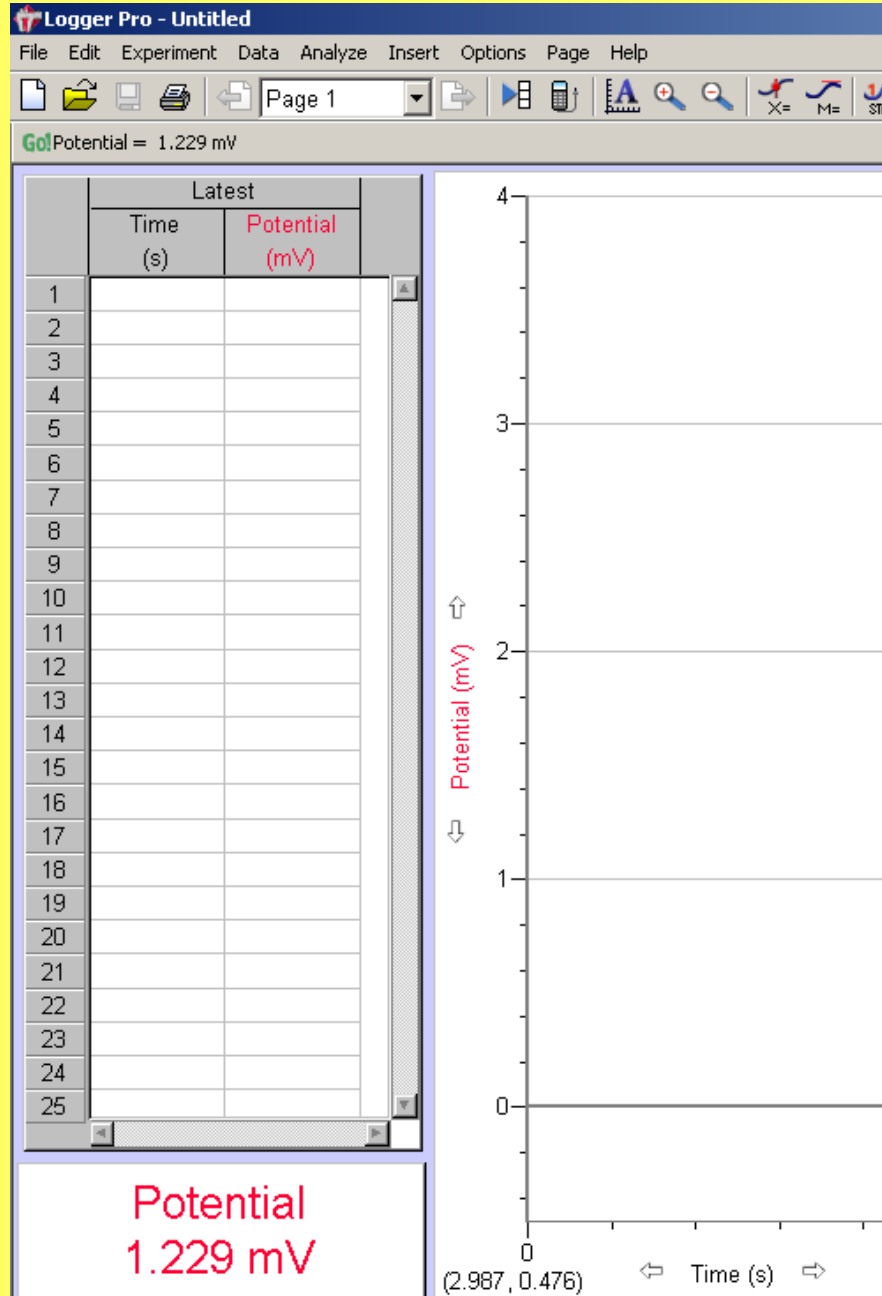 Logger Pro - Untitled
File Edit Experiment Data Analyze Insert Options Page Help
Page 1 A X= M=
Go! Potential = 1.229 mV
Latest
Time Potential
(s) (mV)
1
2
3
4
5
6
7
8
9
10
11
12
13
14
15
16
17
18
19
20
21
22
23
24
25
Potential
1.229 mV
4
3
2
1
0
Potential (mV)
0
(2.987, 0.476) Time (s)